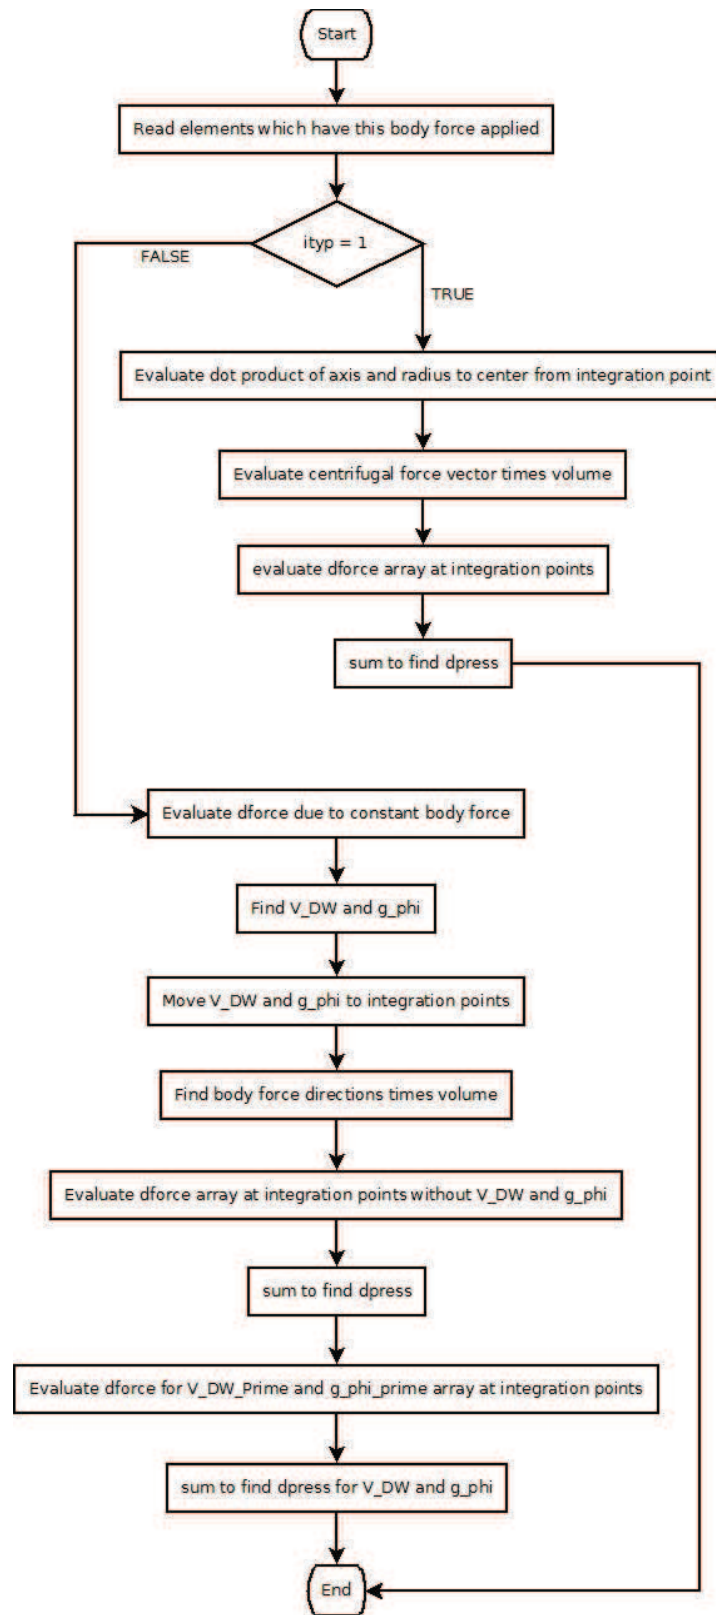 Start
Read elements which have this body force applied
ityp = 1
FALSE
TRUE
Evaluate dot product of axis and radius to center from integration point
Evaluate centrifugal force vector times volume
evaluate dforce array at integration points
sum to find dpress
Evaluate dforce due to constant body force
Find V_DW and g_phi
Move V_DW and g_phi to integration points
Find body force directions times volume
Evaluate dforce array at integration points without V_DW and g_phi
sum to find dpress
Evaluate dforce for V_DW_Prime and g_phi_prime array at integration points
sum to find dpress for V_DW and g_phi
End